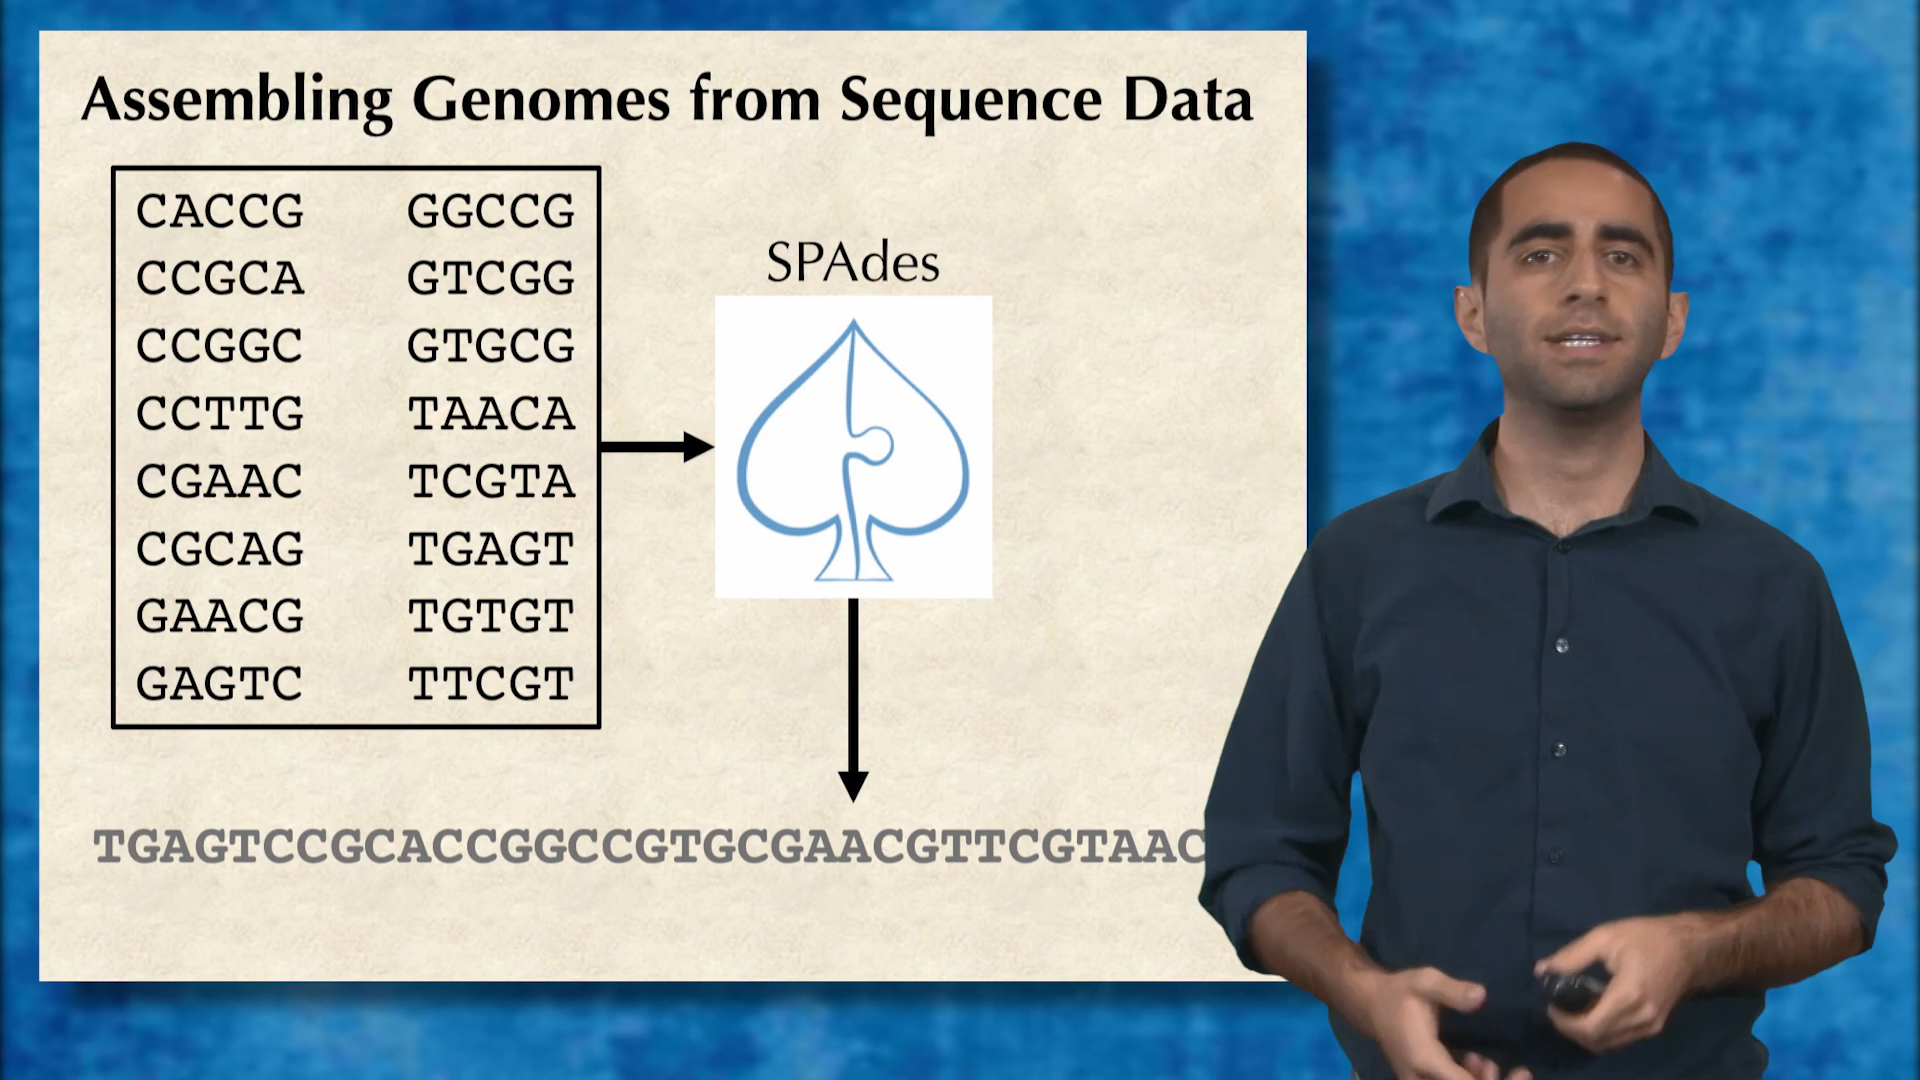 Assembling Genomes from Sequence Data
CACCG GGCCG
CCGCA GTCGG
CCGGC GTGCG
CCTTG TAACA
CGAAC TCGTA
CGCAG TGAGT
GAACG TGTGT
GAGTC TTCGT
SPAdes
TGAGTCCGCACCGGCCGTGCGAACGTTCGTAAC